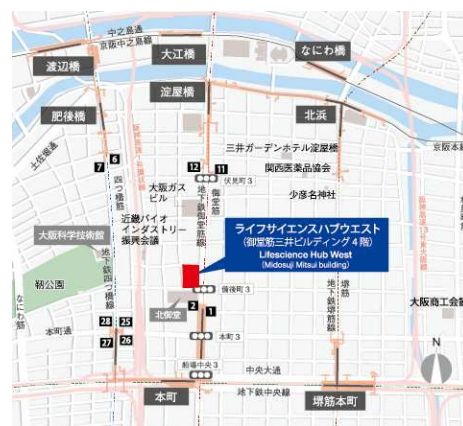 中之島通
京阪中之島線
渡辺橋
大江橋
なにわ橋
肥後橋
淀屋橋
北浜
京阪本線
土佐堀通
三井ガーデンホテル淀屋橋
関西医薬品協会
少彦名神社
7
6
12
11
伏見町3
四つ橋筋
大阪ガス
ビル
地下鉄御堂筋線
御堂筋
近畿バイオ
インダストリー
振興会議
大阪科学技術館
地下鉄四つ橋線
ライフサイエンスハブウエスト
(御堂筋三井ビルディング4階)
Lifescience Hub West
(Midosuji Mitsui building)
靭公園
なにわ筋
北御堂
2
1
備後町3
堺筋
地下鉄堺筋線
大阪商工会
N
28
25
27
26
本町通
本町3
船場中央3
中央大通
地下鉄中央線
本町
堺筋本町